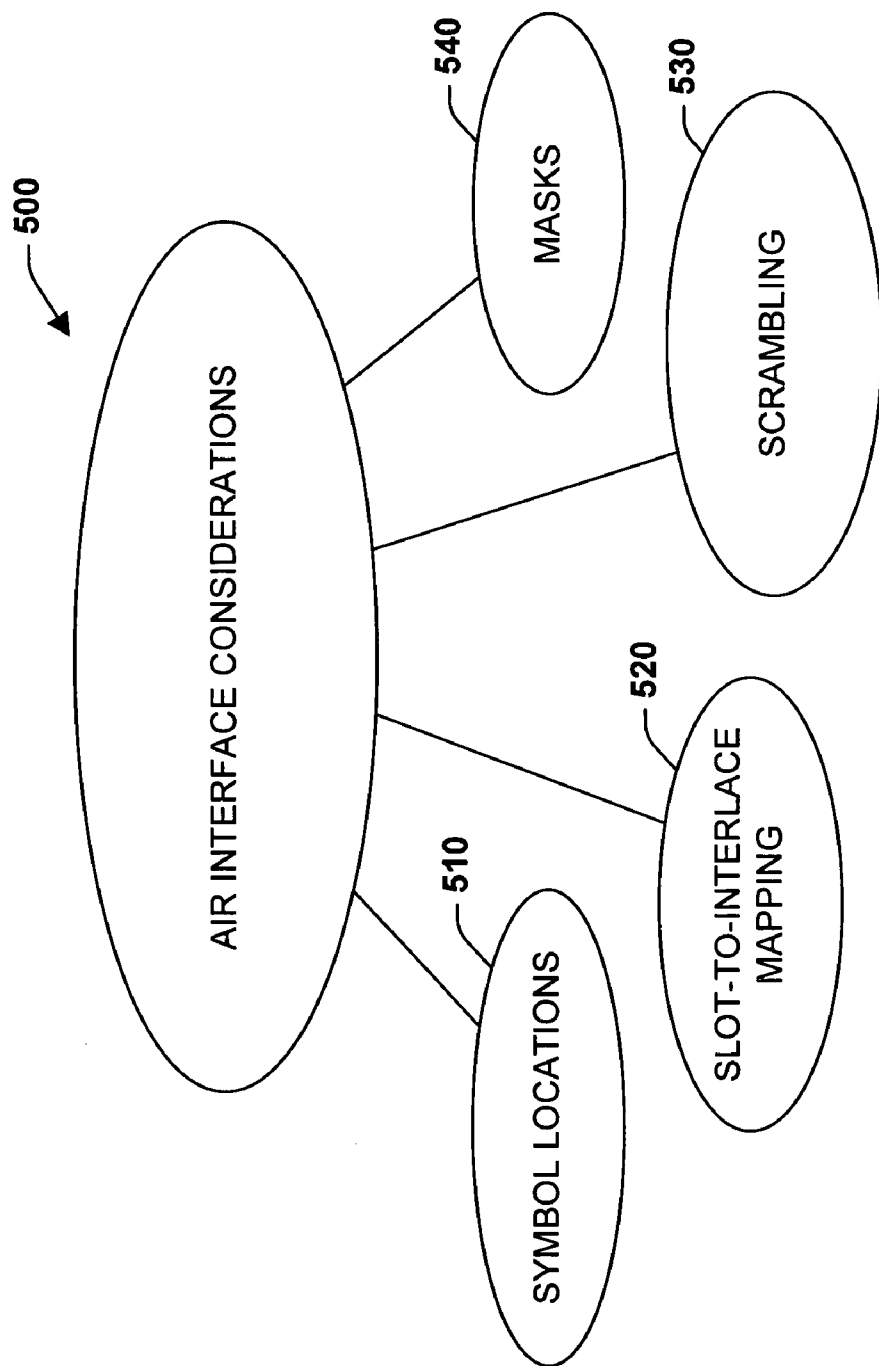 500
AIR INTERFACE CONSIDERATIONS
510
SYMBOL LOCATIONS
520
SLOT-TO-INTERLACE
MAPPING
530
SCRAMBLING
540
MASKS